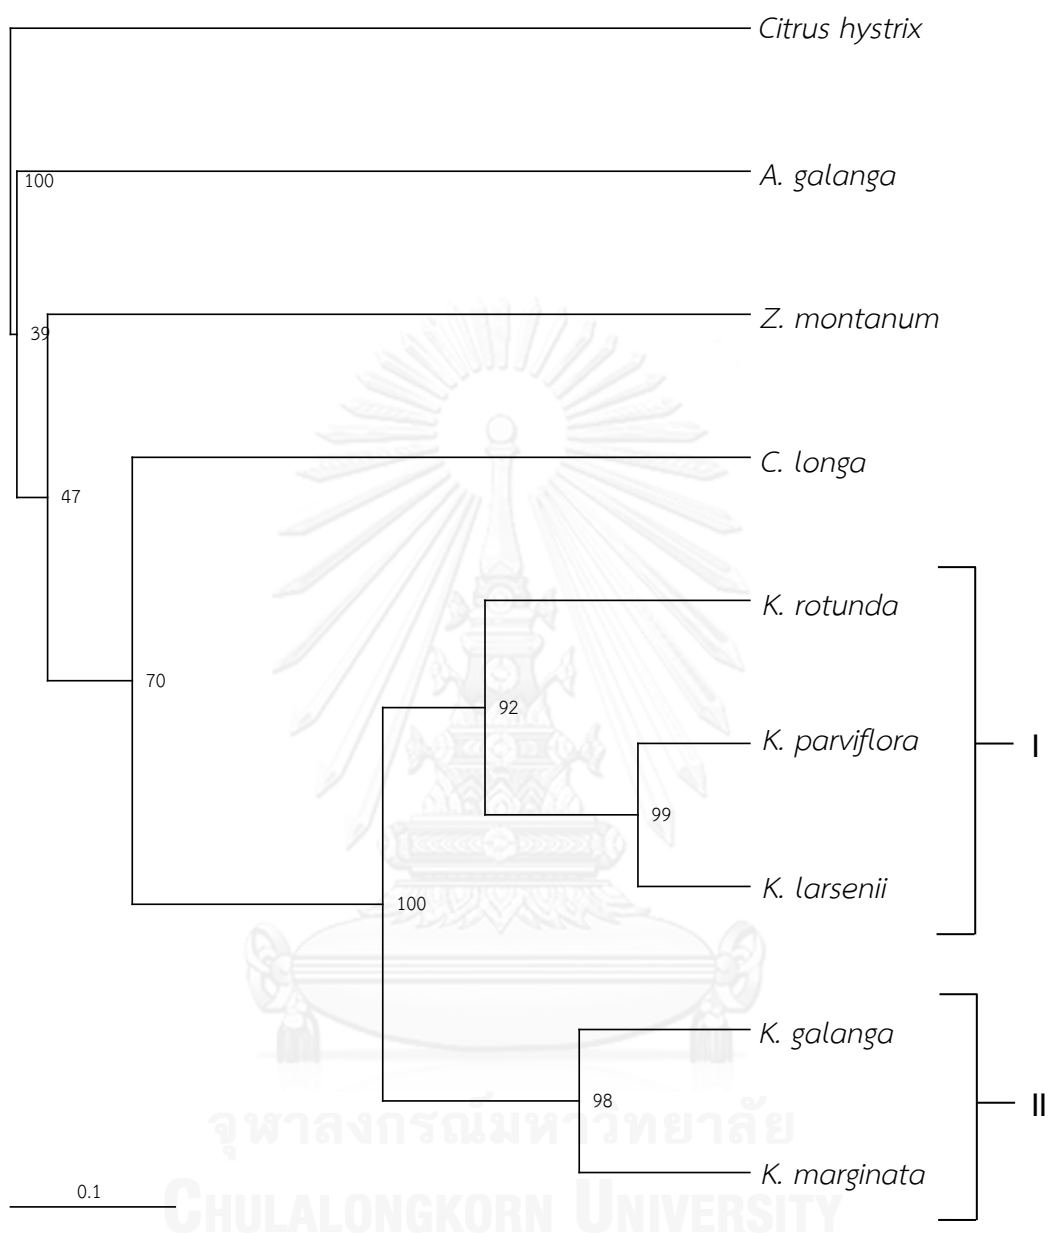 Citrus hystrix
100
A. galanga
39
Z. montanum
47
C. longa
K. rotunda
70
92
K. parviflora
I
99
K. larsenii
100
K. galanga
98
II
K. marginata
0.1
จุฬาลงกรณ์มหาวิทยาลัย
CHULALONGKORN UNIVERSITY